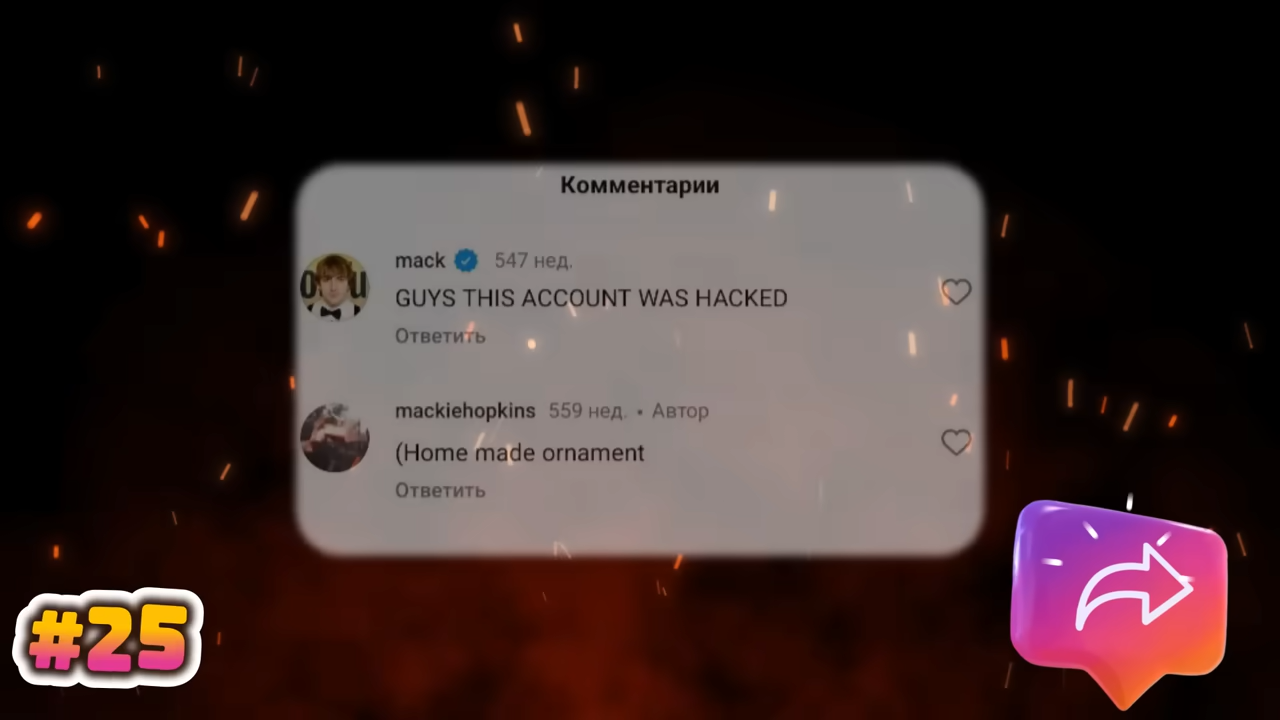 Комментарии
mack 547 нед.
GUYS THIS ACCOUNT WAS HACKED
Ответить
mackiehopkins 559 нед. • Автор
(Home made ornament
Ответить
#25